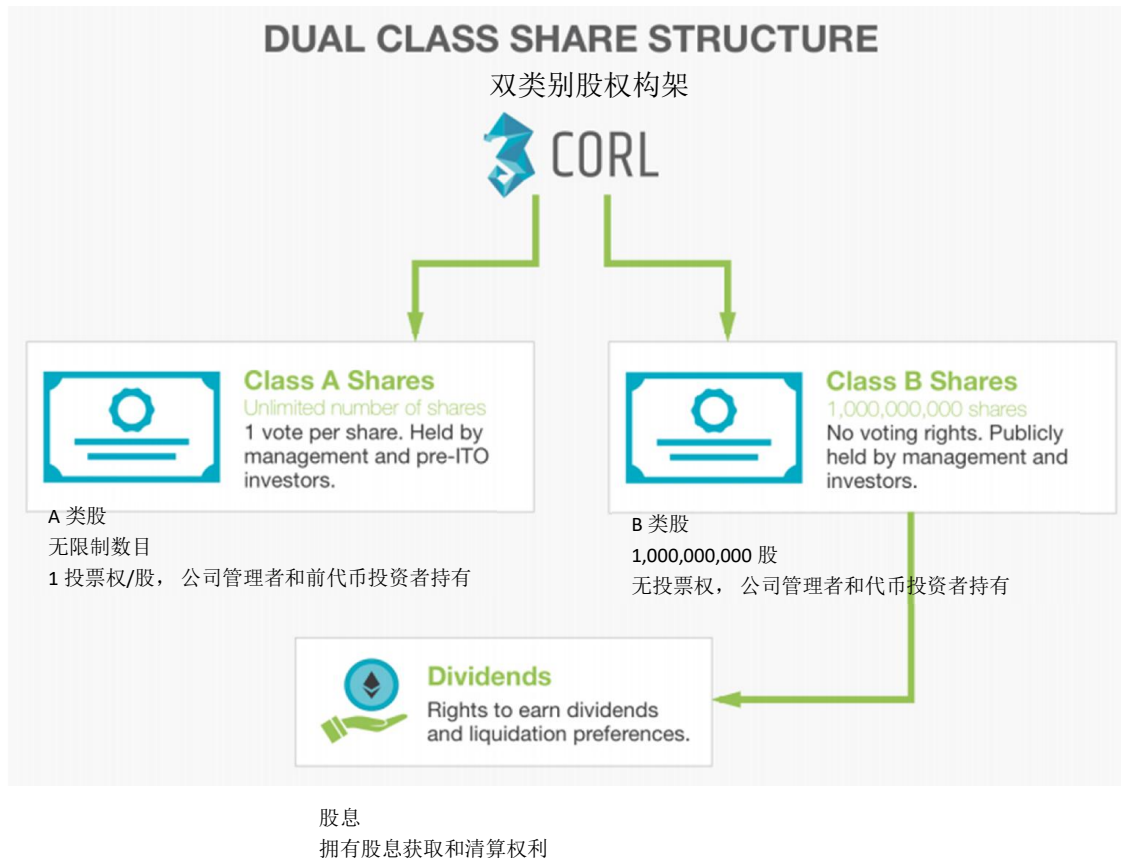 DUAL CLASS SHARE STRUCTURE
双类别股权构架
CORL
Class A Shares
Unlimited number of shares
1 vote per share. Held by
management and pre-ITO
investors.
A 类股
无限制数目
1 投票权/股， 公司管理者和前代币投资者持有
Class B Shares
1,000,000,000 shares
No voting rights. Publicly
held by management and
investors.
B 类股
1,000,000,000 股
无投票权， 公司管理者和代币投资者持有
Dividends
Rights to earn dividends
and liquidation preferences.
股息
拥有股息获取和清算权利